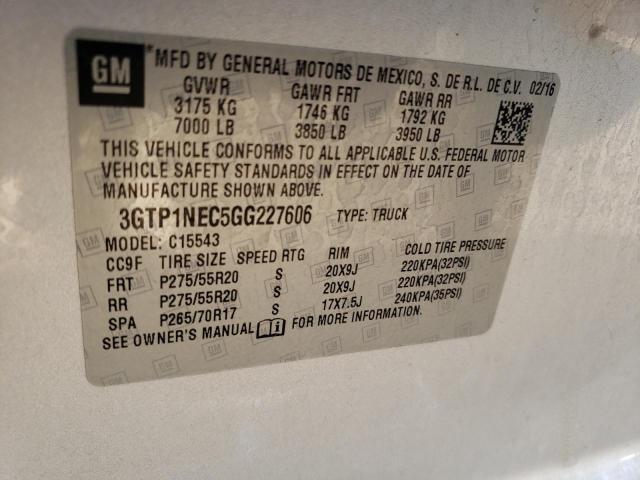 GM *MFD BY GENERAL MOTORS DE MEXICO, S. DE R.L. DE C.V. 02/16
GVWR GAWR FRT GAWR RR
3175 KG 1746 KG 1792 KG
7000 LB 3850 LB 3950 LB
THIS VEHICLE CONFORMS TO ALL APPLICABLE U.S. FEDERAL MOTOR
VEHICLE SAFETY STANDARDS IN EFFECT ON THE DATE OF
MANUFACTURE SHOWN ABOVE.
3GTP1NEC5GG227606 TYPE: TRUCK
MODEL: C15543
CC9F TIRE SIZE SPEED RTG RIM COLD TIRE PRESSURE
FRT P275/55R20 S 20X9J 220KPA(32PSI)
RR P275/55R20 S 20X9J 220KPA(32PSI)
SPA P265/70R17 S 17X7.5J 240KPA(35PSI)
SEE OWNER'S MANUAL FOR MORE INFORMATION.